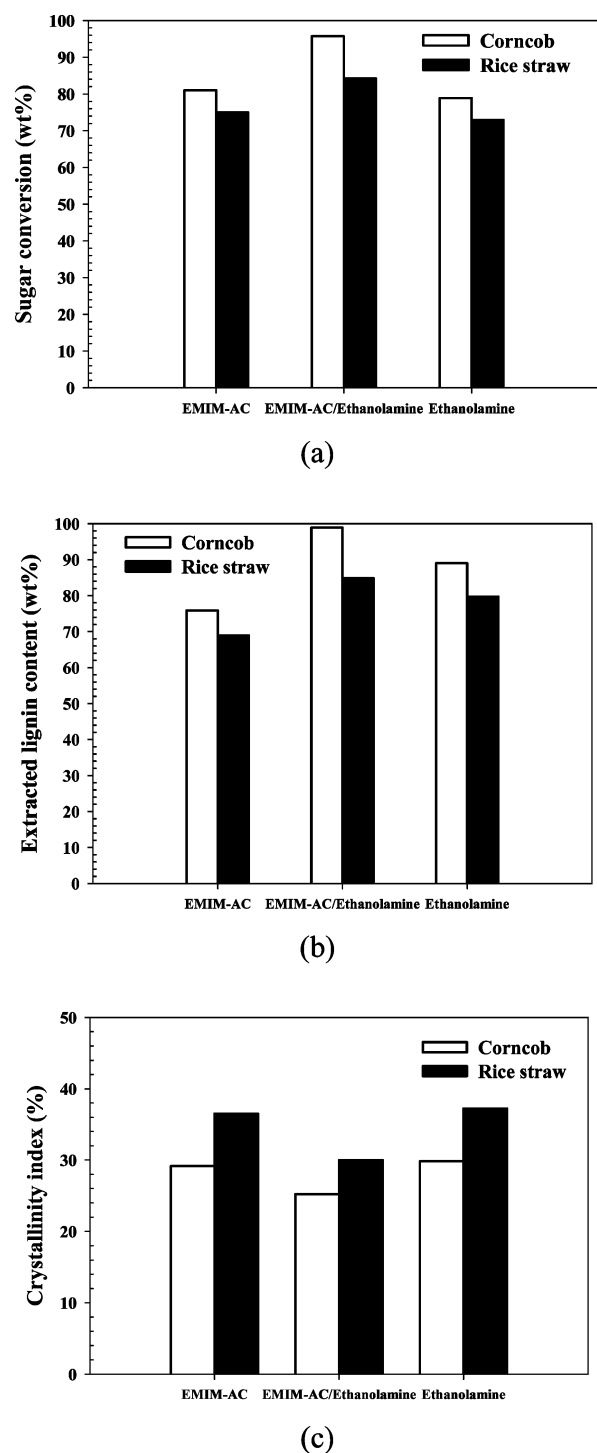 100
90
80
70
60
50
40
30
20
10
0
Sugar conversion (wt%)
Corncob
Rice straw
EMIM-AC EMIM-AC/Ethanolamine Ethanolamine
(a)
100
90
80
70
60
50
40
30
20
10
0
Extracted lignin content (wt%)
Corncob
Rice straw
EMIM-AC EMIM-AC/Ethanolamine Ethanolamine
(b)
50
40
30
20
10
0
Crystallinity index (%)
Corncob
Rice straw
EMIM-AC EMIM-AC/Ethanolamine Ethanolamine
(c)